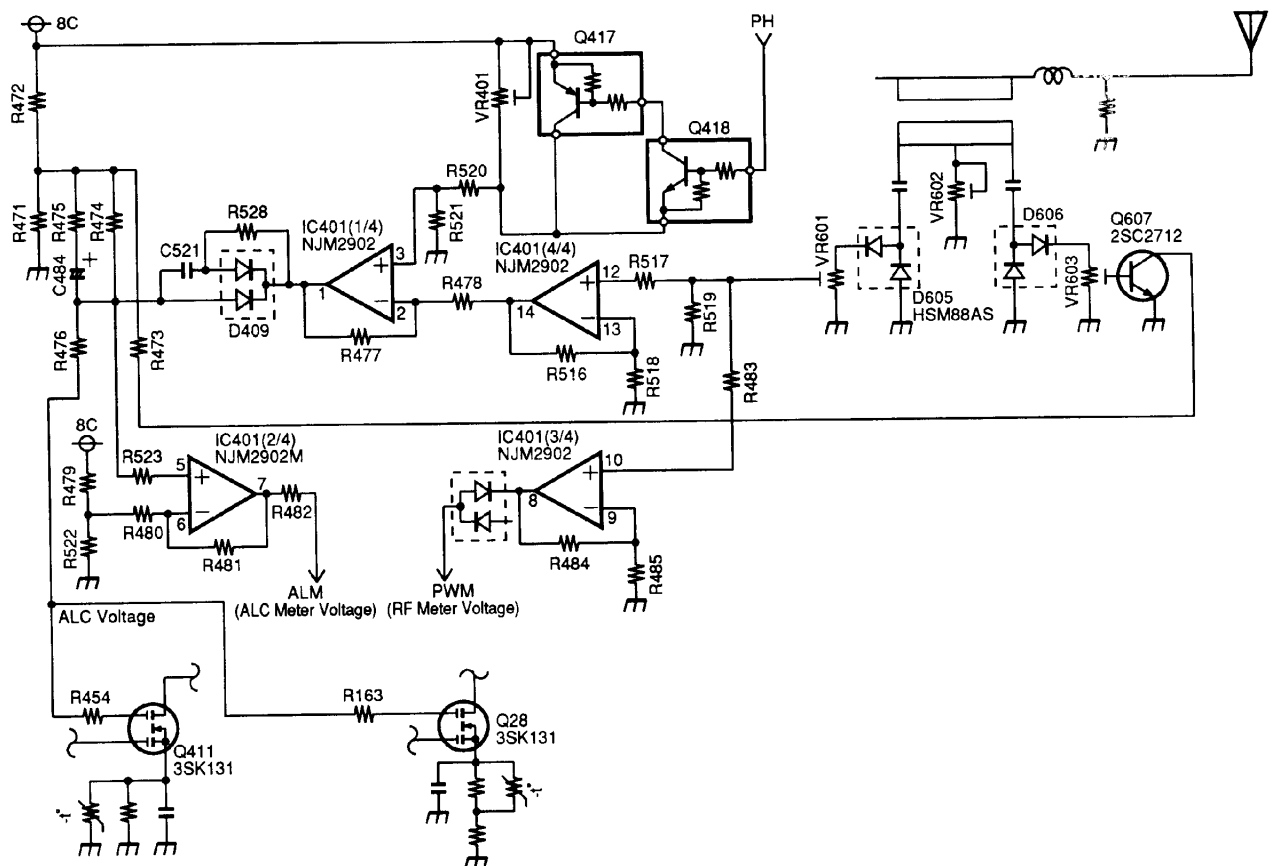 8C
Q417
PH
R472
VR401
Q418
R520
R471
R475
R474
R528
IC401(1/4)
NJM2902
3
R521
IC401(4/4)
NJM2902
VR602
D606
Q607
2SC2712
C521
C484
+
+
1
−
2
R478
12
+
14
−
13
R517
R519
VR601
D605
HSM88AS
VR603
D409
R476
R473
R477
R516
R518
R483
8C
IC401(2/4)
NJM2902M
IC401(3/4)
NJM2902
R479
R523
5
+
7
−
6
R482
10
+
8
−
9
R480
R522
R481
R484
R485
ALM
(ALC Meter Voltage)
PWM
(RF Meter Voltage)
ALC Voltage
R454
R163
Q411
3SK131
Q28
3SK131
-t°
-t°